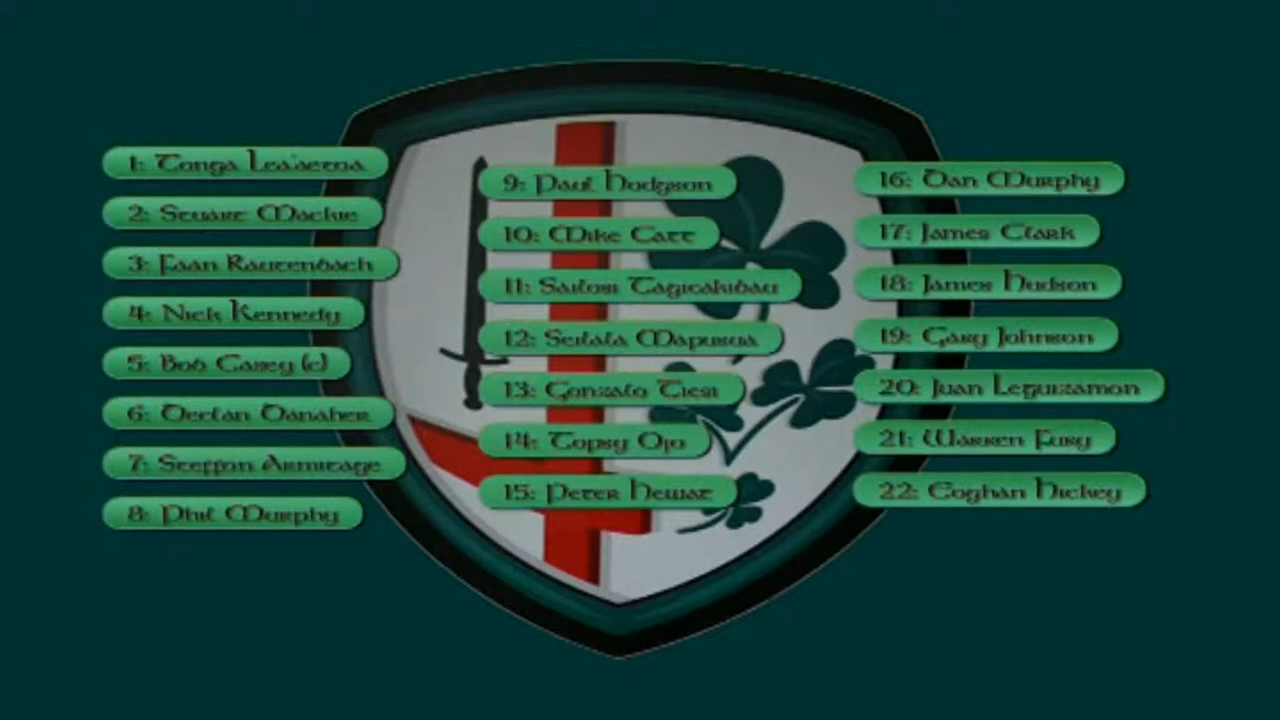 1: Tonga Lea'aetoa
2: Stuart Mackie
3: Faan Rautenbach
4: Nick Kennedy
5: Bob Casey (c)
6: Declan Danaher
7: Steffon Armitage
8: Phil Murphy
9: Paul Hodgson
10: Mike Catt
11: Sailosi Tagicakibau
12: Seilala Mapusua
13: Gonzalo Tiesi
14: Topsy Ojo
15: Peter Hewat
16: Dan Murphy
17: James Clark
18: James Hudson
19: Gary Johnson
20: Juan Leguizamon
21: Warren Fury
22: Eoghan Hickey